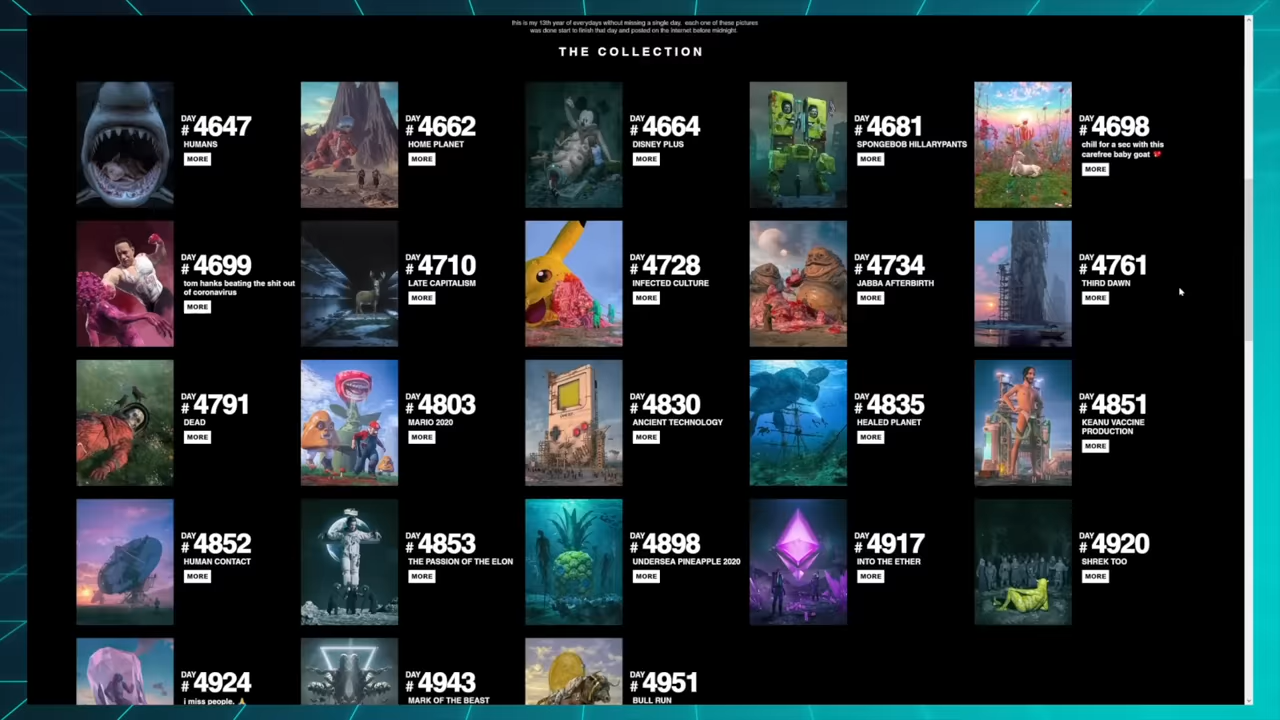 this is my 13th year of everydays without missing a single day. each one of these pictures
was done start to finish that day and posted on the internet before midnight.
THE COLLECTION
DAY
# 4647
HUMANS
MORE
DAY
# 4662
HOME PLANET
MORE
DAY
# 4664
DISNEY PLUS
MORE
DAY
# 4681
SPONGEBOB HILLARYPANTS
MORE
DAY
# 4698
chill for a sec with this
carefree baby goat 💘
MORE
DAY
# 4699
tom hanks beating the shit out
of coronavirus
MORE
DAY
# 4710
LATE CAPITALISM
MORE
DAY
# 4728
INFECTED CULTURE
MORE
DAY
# 4734
JABBA AFTERBIRTH
MORE
DAY
# 4761
THIRD DAWN
MORE
DAY
# 4791
DEAD
MORE
DAY
# 4803
MARIO 2020
MORE
DAY
# 4830
ANCIENT TECHNOLOGY
MORE
DAY
# 4835
HEALED PLANET
MORE
DAY
# 4851
KEANU VACCINE
PRODUCTION
MORE
DAY
# 4852
HUMAN CONTACT
MORE
DAY
# 4853
THE PASSION OF THE ELON
MORE
DAY
# 4898
UNDERSEA PINEAPPLE 2020
MORE
DAY
# 4917
INTO THE ETHER
MORE
DAY
# 4920
SHREK TOO
MORE
DAY
# 4924
i miss people. 🙏
DAY
# 4943
MARK OF THE BEAST
DAY
# 4951
BULL RUN